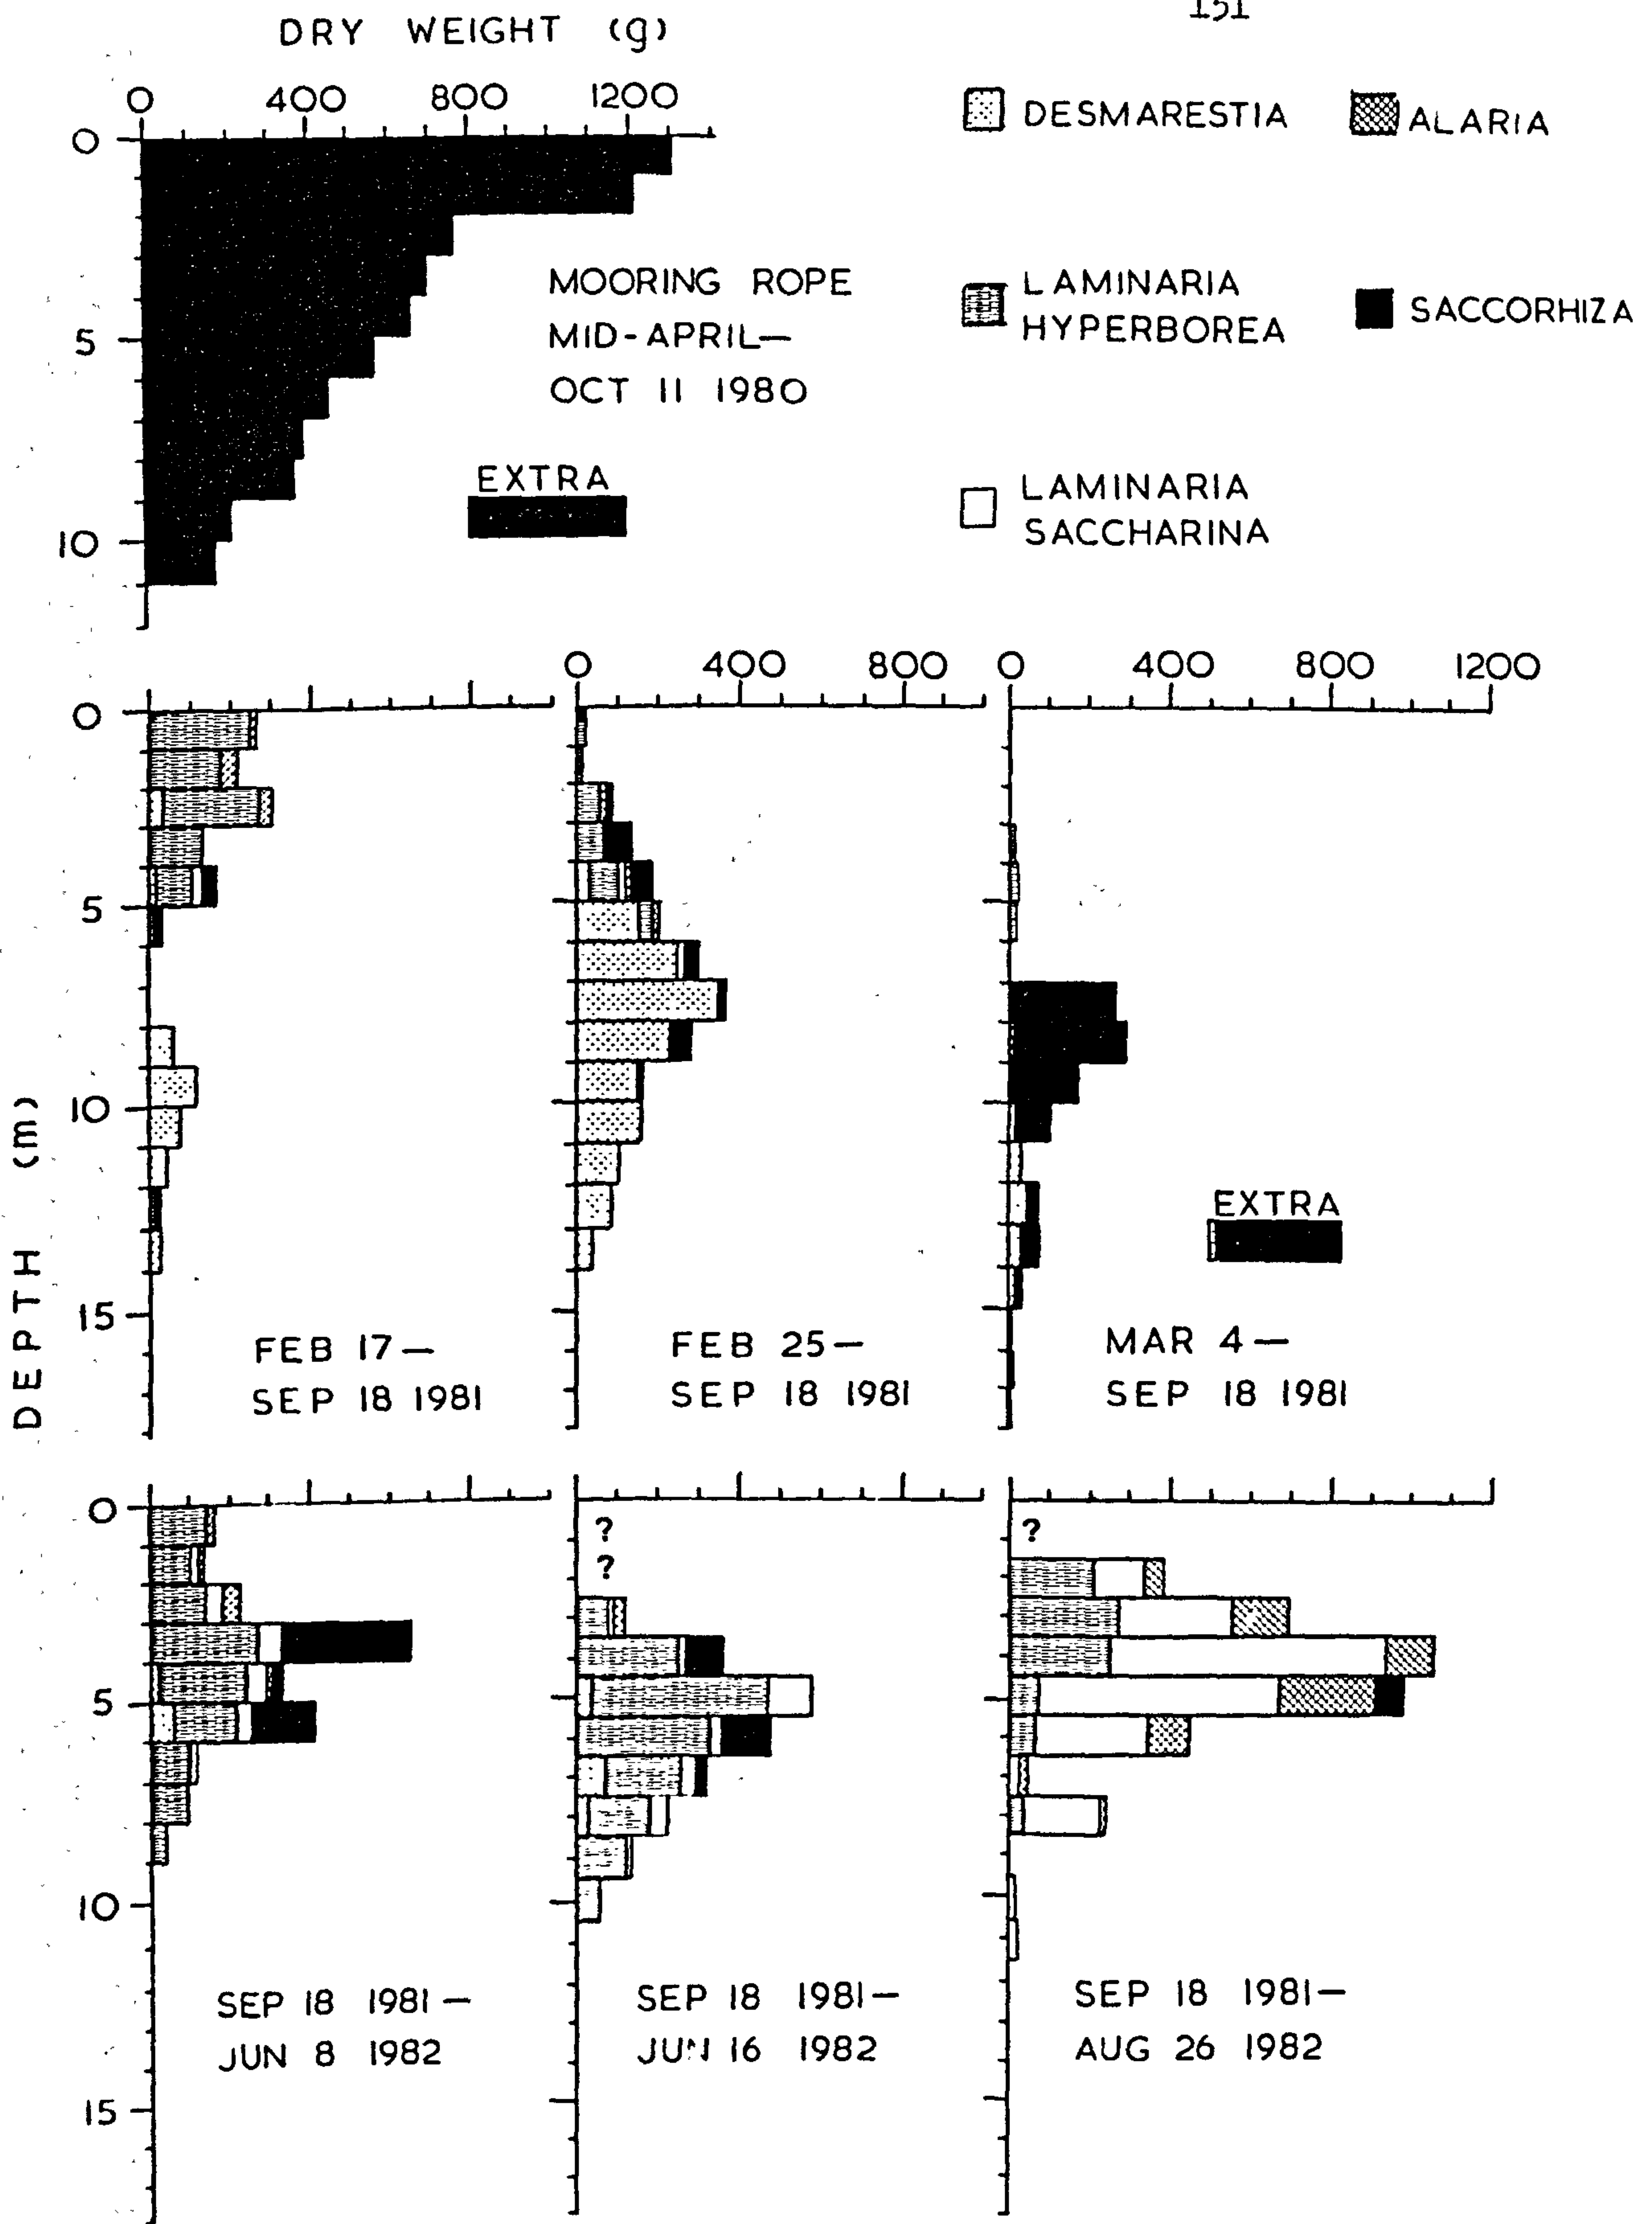 151
DRY WEIGHT (g)
0 400 800 1200
DESMARESTIA
ALARIA
0
LAMINARIA
HYPERBOREA
SACCORHIZA
MOORING ROPE
MID-APRIL—
OCT 11 1980
5
EXTRA
LAMINARIA
SACCHARINA
10
0 400 800
0 400 800 1200
0
5
10
15
DEPTH (m)
EXTRA
FEB 17—
SEP 18 1981
FEB 25—
SEP 18 1981
MAR 4—
SEP 18 1981
0
?
?
?
5
10
15
SEP 18 1981—
JUN 8 1982
SEP 18 1981—
JUN 16 1982
SEP 18 1981—
AUG 26 1982